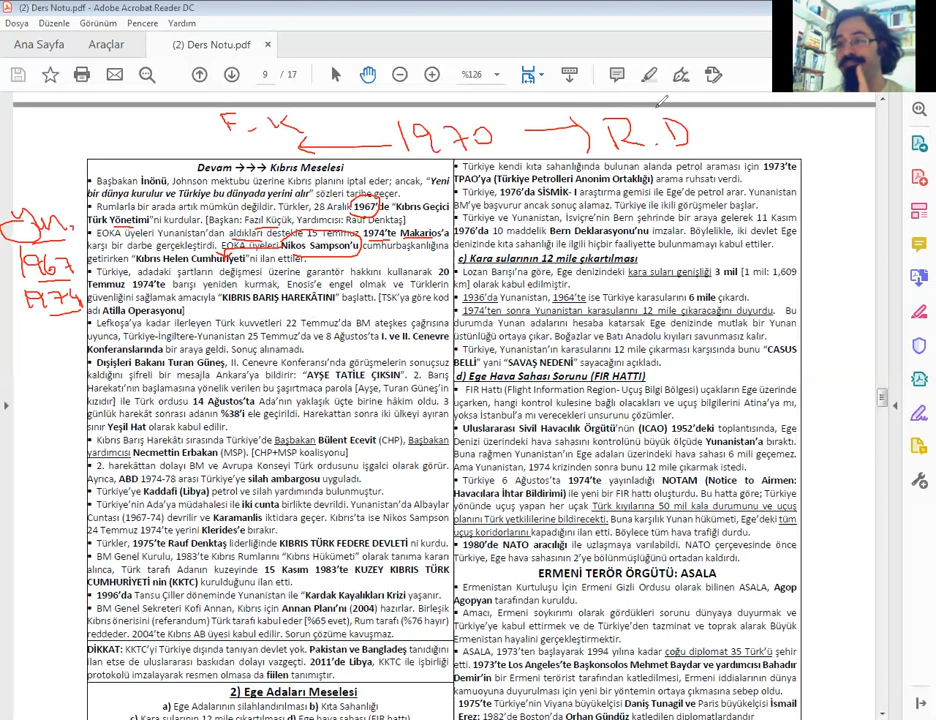 (2) Ders Notu.pdf - Adobe Acrobat Reader DC
Dosya Düzenle Görünüm Pencere Yardım
Ana Sayfa Araçlar (2) Ders Notu.pdf ×
9 / 17 %126
F.K ← 1970 → R.D
Yun.
1967
1974
Devam →→→ Kıbrıs Meselesi
Başbakan İnönü, Johnson mektubu üzerine Kıbrıs planını iptal eder; ancak, “Yeni
bir dünya kurulur ve Türkiye bu dünyada yerini alır” sözleri tarihe geçer.
Rumlarla bir arada artık mümkün değildir. Türkler, 28 Aralık 1967’de “Kıbrıs Geçici
Türk Yönetimi”ni kurdular. [Başkan: Fazıl Küçük, Yardımcısı: Rauf Denktaş]
EOKA üyeleri Yunanistan’dan aldıkları destekle 15 Temmuz 1974’te Makarios’a
karşı bir darbe gerçekleştirdi. EOKA üyeleri Nikos Sampson’u cumhurbaşkanlığına
getirirken “Kıbrıs Helen Cumhuriyeti”ni ilan ettiler.
Türkiye, adadaki şartların değişmesi üzerine garantör hakkını kullanarak 20
Temmuz 1974’te barışı yeniden kurmak, Enosis’e engel olmak ve Türklerin
güvenliğini sağlamak amacıyla “KIBRIS BARIŞ HAREKÂTINI” başlattı. [TSK’ya göre kod
adı Atilla Operasyonu]
Lefkoşa’ya kadar ilerleyen Türk kuvvetleri 22 Temmuz’da BM ateşkes çağrısına
uyunca, Türkiye-İngiltere-Yunanistan 25 Temmuz’da ve 8 Ağustos’ta I. ve II. Cenevre
Konferanslarında bir araya geldi. Sonuç alınamadı.
Dışişleri Bakanı Turan Güneş, II. Cenevre Konferansı’nda görüşmelerin sonuçsuz
kaldığını şifreli bir mesajla Ankara’ya bildirir: “AYŞE TATİLE ÇIKSIN”. 2. Barış
Harekatı’nın başlamasına yönelik verilen bu şaşırtmaca parola [Ayşe, Turan Güneş’in
kızıdır] ile Türk ordusu 14 Ağustos’ta Ada’nın yaklaşık üçte birine hâkim oldu. 3
günlük harekât sonrası adanın %38’i ele geçirildi. Harekattan sonra iki ülkeyi ayıran
sınır Yeşil Hat olarak kabul edilir.
Kıbrıs Barış Harekâtı sırasında Türkiye’de Başbakan Bülent Ecevit (CHP), Başbakan
yardımcısı Necmettin Erbakan (MSP). [CHP+MSP koalisyonu]
2. harekâttan dolayı BM ve Avrupa Konseyi Türk ordusunu işgalci olarak görür.
Ayrıca, ABD 1974-78 arası Türkiye’ye silah ambargosu uyguladı.
Türkiye’ye Kaddafi (Libya) petrol ve silah yardımında bulunmuştur.
Türkiye’nin Ada’ya müdahalesi ile iki cunta birlikte devrildi. Yunanistan’da Albaylar
Cuntası (1967-74) devrilir ve Karamanlis iktidara geçer. Kıbrıs’ta ise Nikos Sampson
24 Temmuz 1974’te yerini Klerides’e bırakır.
Türkler, 1975’te Rauf Denktaş liderliğinde KIBRIS TÜRK FEDERE DEVLETİ ni kurdu.
BM Genel Kurulu, 1983’te Kıbrıs Rumlarını “Kıbrıs Hükümeti” olarak tanıma kararı
alınca, Türk tarafı Adanın kuzeyinde 15 Kasım 1983’te KUZEY KIBRIS TÜRK
CUMHURİYETİ nin (KKTC) kurulduğunu ilan etti.
1996’da Tansu Çiller döneminde Yunanistan ile “Kardak Kayalıkları Krizi yaşanır.
BM Genel Sekreteri Kofi Annan, Kıbrıs için Annan Planı’nı (2004) hazırlar. Birleşik
Kıbrıs önerisini (referandum) Türk tarafı kabul eder [%65 evet], Rum tarafı (%76 hayır)
reddeder. 2004’te Kıbrıs AB üyesi kabul edilir. Sorun çözüme kavuşmaz.
DİKKAT: KKTC’yi Türkiye dışında tanıyan devlet yok. Pakistan ve Bangladeş tanıdığını
ilan etse de uluslararası baskıdan dolayı vazgeçti. 2011’de Libya, KKTC ile işbirliği
protokolü imzalayarak resmen olmasa da fiilen tanımıştır.
2) Ege Adaları Meselesi
a) Ege Adalarının silahlandırılması b) Kıta Sahanlığı
c) Kara sularının 12 mile çıkartılması d) Ege hava sahası (FIR hattı)
Türkiye kendi kıta sahanlığında bulunan alanda petrol araması için 1973’te
TPAO’ya (Türkiye Petrolleri Anonim Ortaklığı) arama ruhsatı verdi.
Türkiye, 1976’da SİSMİK- I araştırma gemisi ile Ege’de petrol arar. Yunanistan
BM’ye başvurur ancak sonuç alamaz. Türkiye ile ikili görüşmeler başlar.
Türkiye ve Yunanistan, İsviçre’nin Bern şehrinde bir araya gelerek 11 Kasım
1976’da 10 maddelik Bern Deklarasyonu’nu imzalar. Böylelikle, iki devlet Ege
denizinde kıta sahanlığı ile ilgili hiçbir faaliyette bulunmamayı kabul ettiler.
c) Kara sularının 12 mile çıkartılması
Lozan Barışı’na göre, Ege denizindeki kara suları genişliği 3 mil [1 mil: 1,609
km] olarak kabul edilmiştir.
1936’da Yunanistan, 1964’te ise Türkiye karasularını 6 mile çıkardı.
1974’ten sonra Yunanistan karasularını 12 mile çıkaracağını duyurdu. Bu
durumda Yunan adalarını hesaba katarsak Ege denizinde mutlak bir Yunan
üstünlüğü ortaya çıkar. Boğazlar ve Anadolu kıyıları savunmasız kalır.
Türkiye, Yunanistan’ın karasularını 12 mile çıkarması karşısında bunu “CASUS
BELLİ” yani “SAVAŞ NEDENİ” sayacağını açıkladı.
d) Ege Hava Sahası Sorunu (FIR HATTI)
FIR Hattı (Flight Information Region- Uçuş Bilgi Bölgesi) uçakların Ege üzerinde
uçarken, hangi kontrol kulesine bağlı olacakları ve uçuş bilgilerini Atina’ya mı,
yoksa İstanbul’a mı verecekleri unsurunu çözümler.
Uluslararası Sivil Havacılık Örgütü’nün (ICAO) 1952’deki toplantısında, Ege
Denizi üzerindeki hava sahasının kontrolünü büyük ölçüde Yunanistan’a bıraktı.
Buna rağmen Yunanistan’ın Ege adaları üzerindeki hava sahası 6 mili geçemez.
Ama Yunanistan, 1974 krizinden sonra bunu 12 mile çıkarmak istedi.
Türkiye 6 Ağustos’ta 1974’te yayınladığı NOTAM (Notice to Airmen:
Havacılara İhtar Bildirimi) ile yeni bir FIR hattı oluşturdu. Bu hatta göre; Türkiye
yönünde uçuş yapan her uçak Türk kıyılarına 50 mil kala durumunu ve uçuş
planını Türk yetkililerine bildirecekti. Buna karşılık Yunan hükümeti, Ege’deki tüm
uçuş koridorlarını kapadığını ilan etti. Böylece tüm hava trafiği durdu.
1980’de NATO aracılığı ile uzlaşmaya varılabildi. NATO çerçevesinde önce
Türkiye, Ege hava sahasının 2’ye bölünmüşlüğünü ortadan kaldırdı.
ERMENİ TERÖR ÖRGÜTÜ: ASALA
Ermenistan Kurtuluşu İçin Ermeni Gizli Ordusu olarak bilinen ASALA, Agop
Agopyan tarafından kuruldu.
Amacı, Ermeni soykırımı olarak gördükleri sorunu dünyaya duyurmak ve
Türkiye’ye kabul ettirmek ve de Türkiye’den tazminat ve toprak alarak Büyük
Ermenistan hayalini gerçekleştirmektir.
ASALA, 1973’ten başlayarak 1994 yılına kadar çoğu diplomat 35 Türk’ü şehir
etti. 1973’te Los Angeles’te Başkonsolos Mehmet Baydar ve yardımcısı Bahadır
Demir’in bir Ermeni terörist tarafından katledilmesi, Ermeni iddialarının dünya
kamuoyuna duyurulması için yeni bir yöntemin ortaya çıkmasına sebep oldu.
1975’te Türkiye’nin Viyana büyükelçisi Daniş Tunagil ve Paris büyükelçisi İsmail
Erez; 1982’de Boston’da Orhan Gündüz katledilen diplomatlardandır